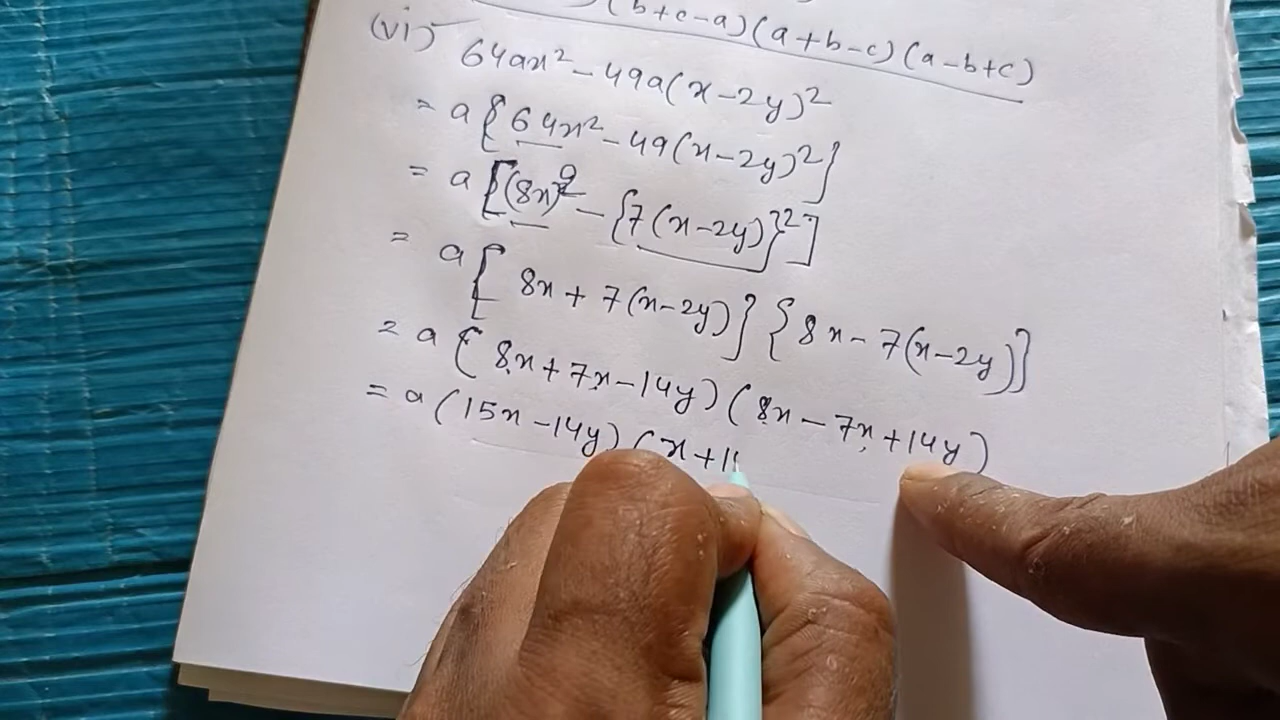 (b+c-a)(a+b-c)(a-b+c)
(vi) 64ax² - 49a(x-2y)²
= a{64x² - 49(x-2y)²}
= a[(8x)² - {7(x-2y)}²]
= a[8x + 7(x-2y)}{8x - 7(x-2y)}
= a(8x + 7x - 14y)(8x - 7x + 14y)
= a(15x - 14y)(x + 1